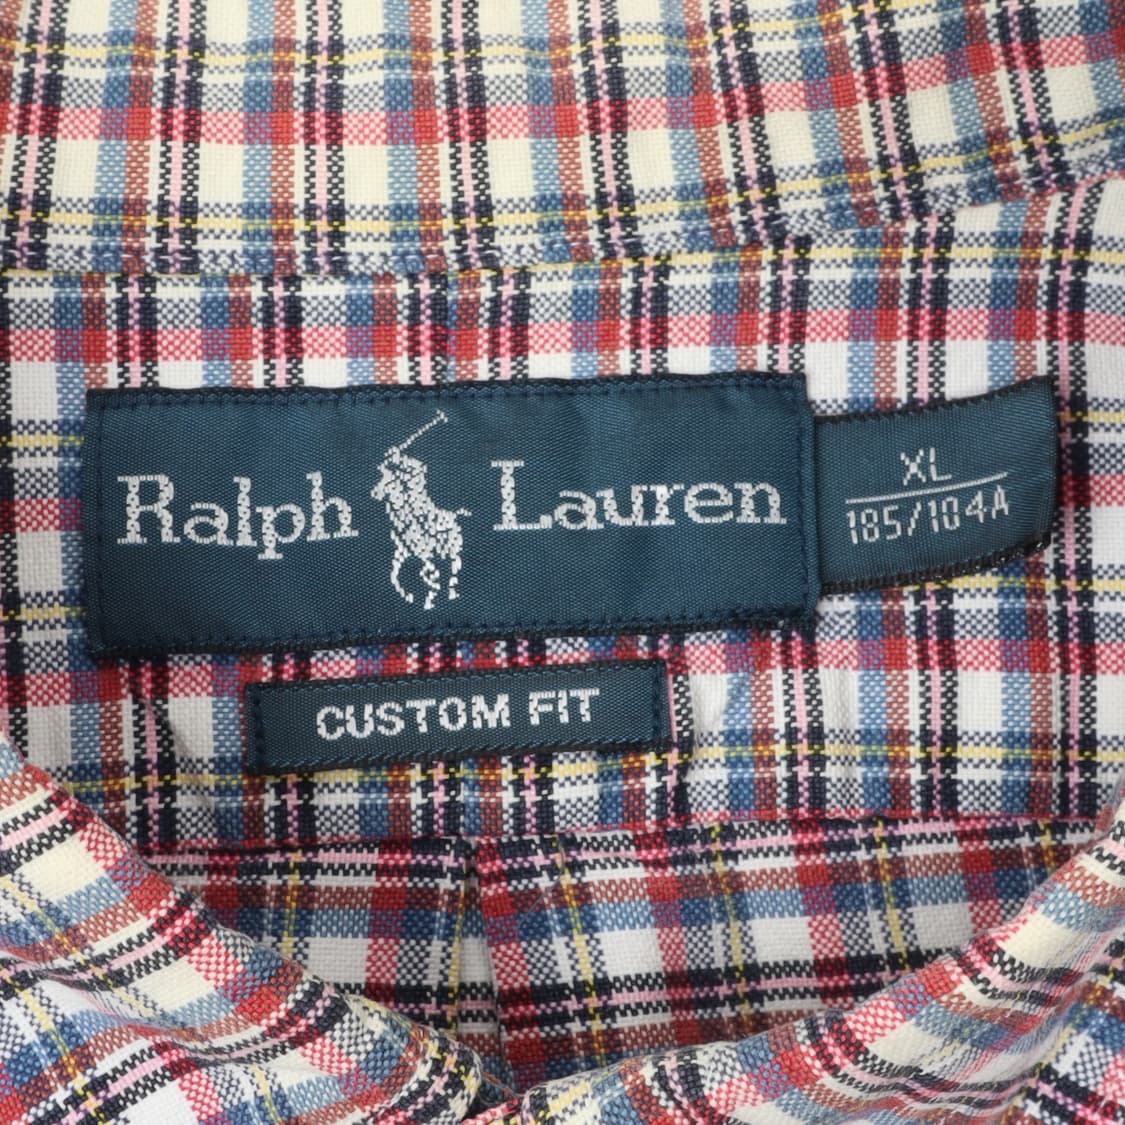 Ralph Lauren
XL
185/104A
CUSTOM FIT